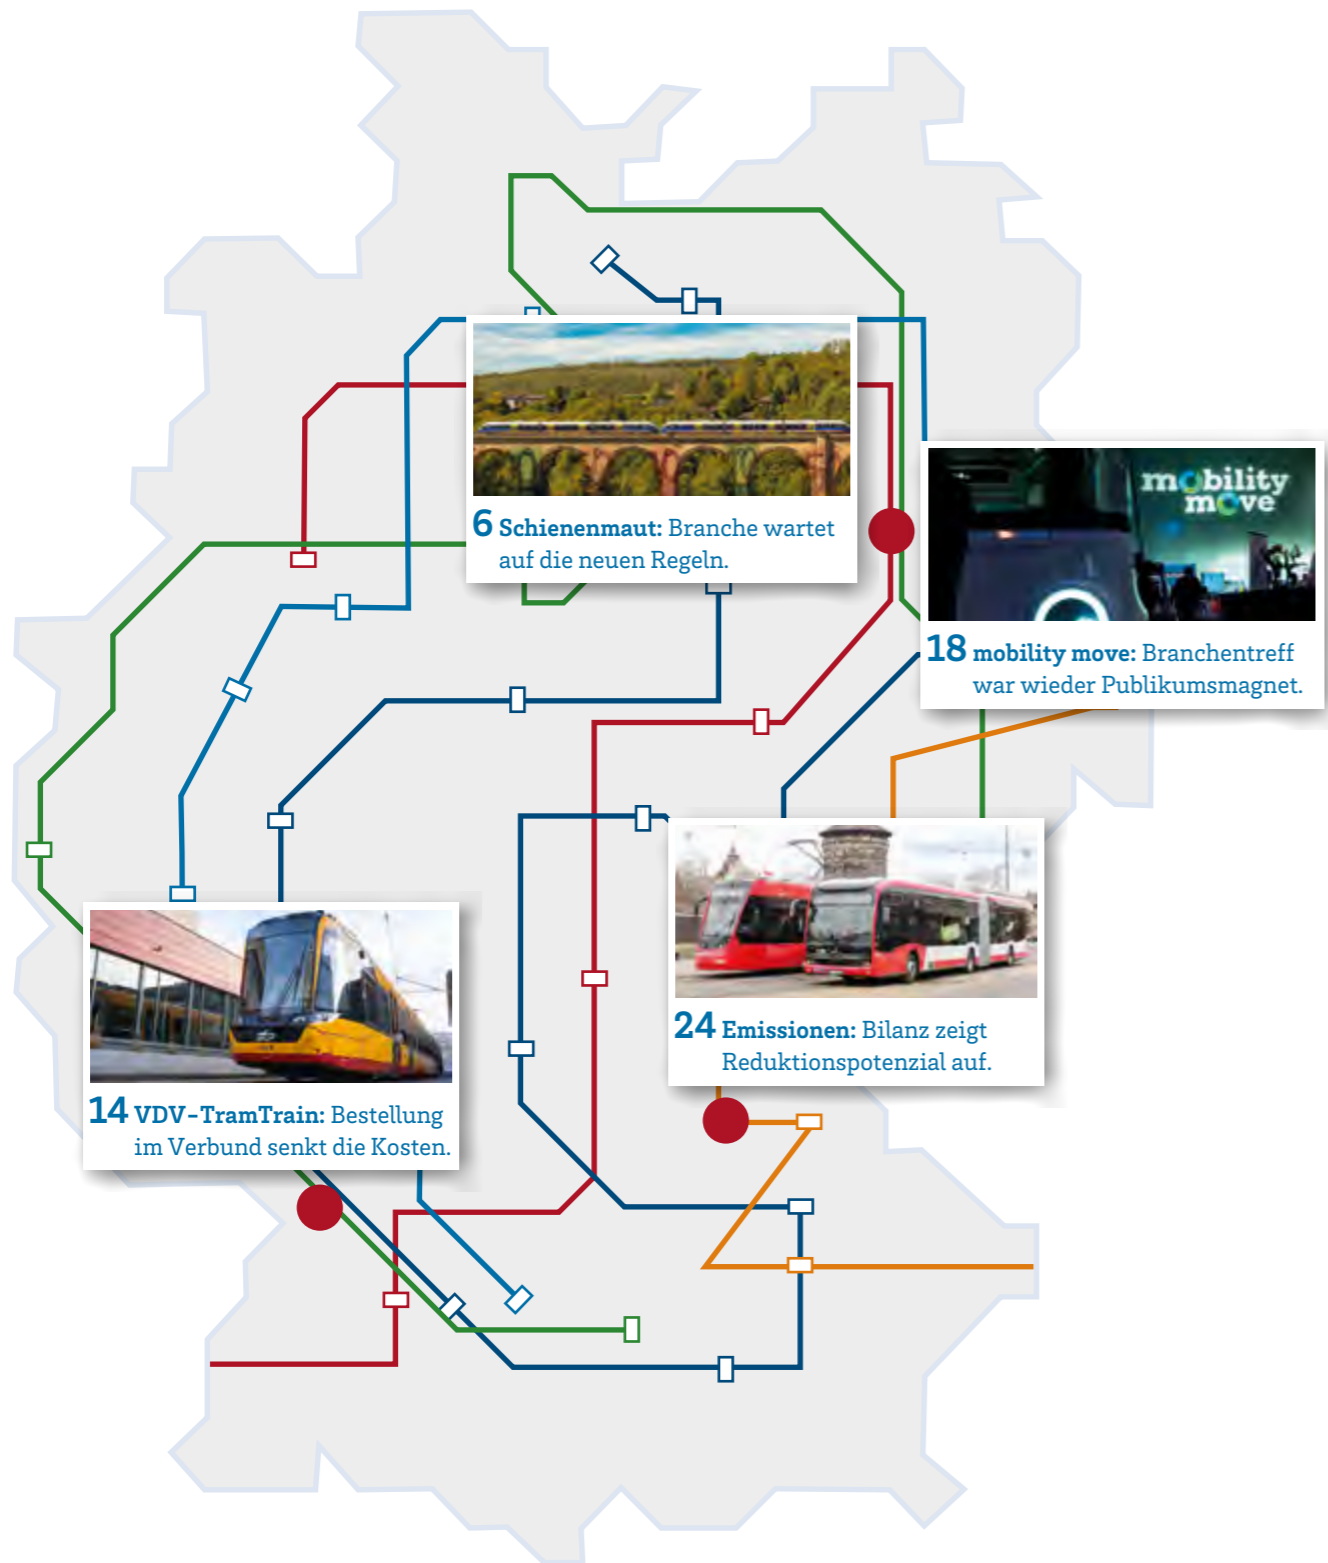 6 Schienenmaut: Branche wartet
auf die neuen Regeln.
mobility
move
18 mobility move: Branchentreff
war wieder Publikumsmagnet.
24 Emissionen: Bilanz zeigt
Reduktionspotenzial auf.
14 VDV-TramTrain: Bestellung
im Verbund senkt die Kosten.